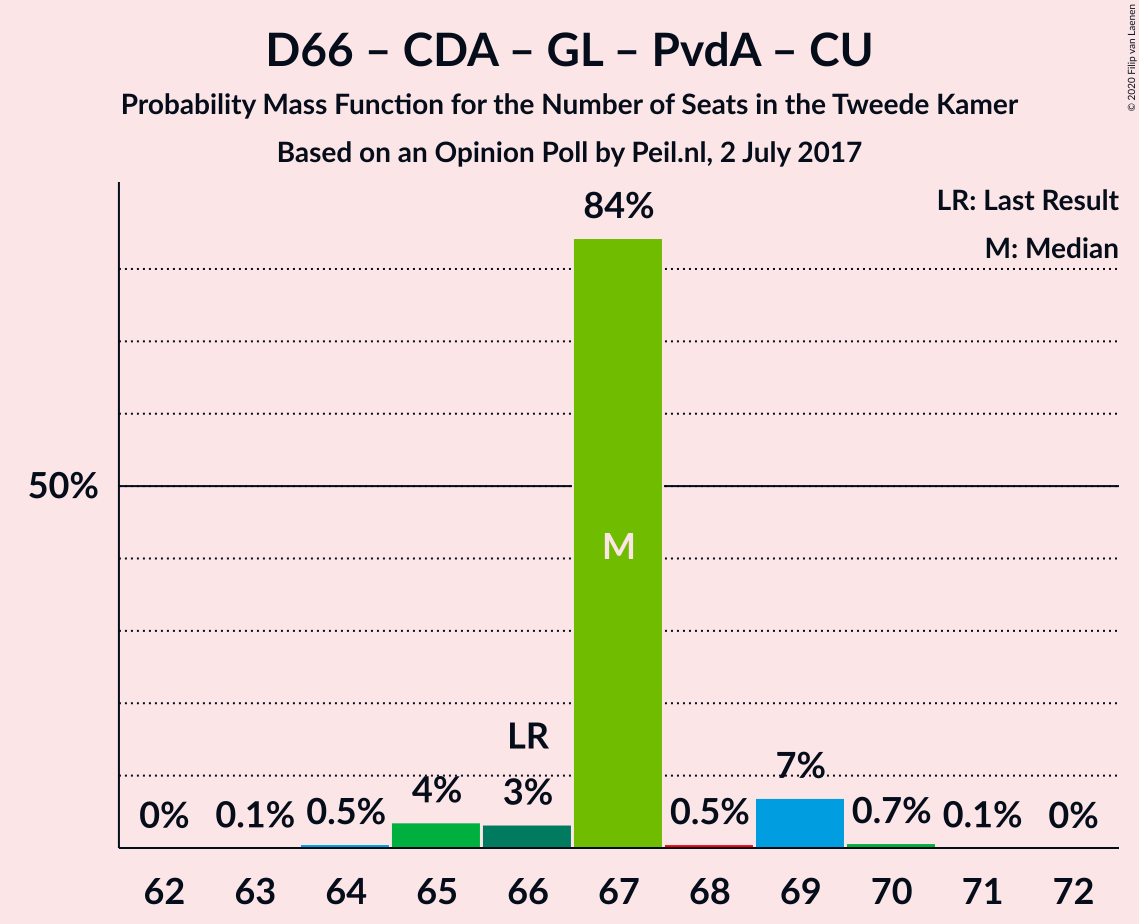 D66 – CDA – GL – PvdA – CU
Probability Mass Function for the Number of Seats in the Tweede Kamer
Based on an Opinion Poll by Peil.nl, 2 July 2017
© 2020 Filip van Laenen
LR: Last Result
M: Median
84%
50%
M
LR
0% 0.1% 0.5% 4% 3% 0.5% 7% 0.7% 0.1% 0%
62 63 64 65 66 67 68 69 70 71 72